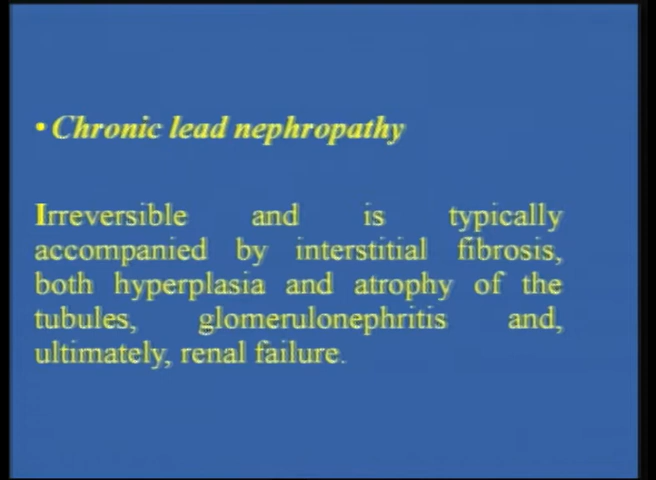 • Chronic lead nephropathy
Irreversible and is typically
accompanied by interstitial fibrosis,
both hyperplasia and atrophy of the
tubules, glomerulonephritis and,
ultimately, renal failure.